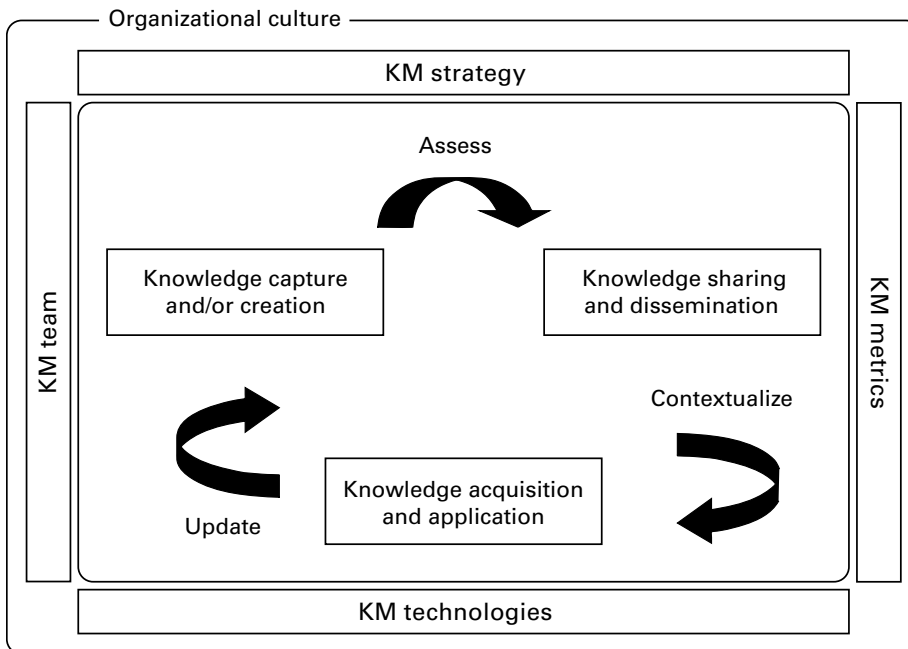 Organizational culture
KM strategy
Assess
Knowledge capture
and/or creation
Knowledge sharing
and dissemination
KM team
KM metrics
Contextualize
Knowledge acquisition
and application
Update
KM technologies